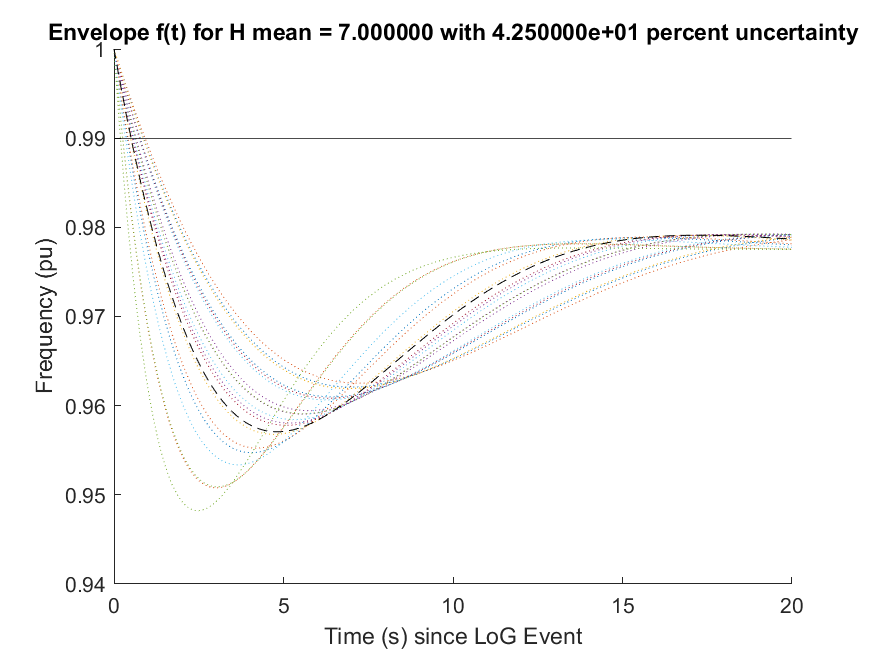 Envelope f(t) for H mean = 7.000000 with 4.250000e+01 percent uncertainty
1
0.99
0.98
0.97
0.96
0.95
0.94
Frequency (pu)
0 5 10 15 20
Time (s) since LoG Event